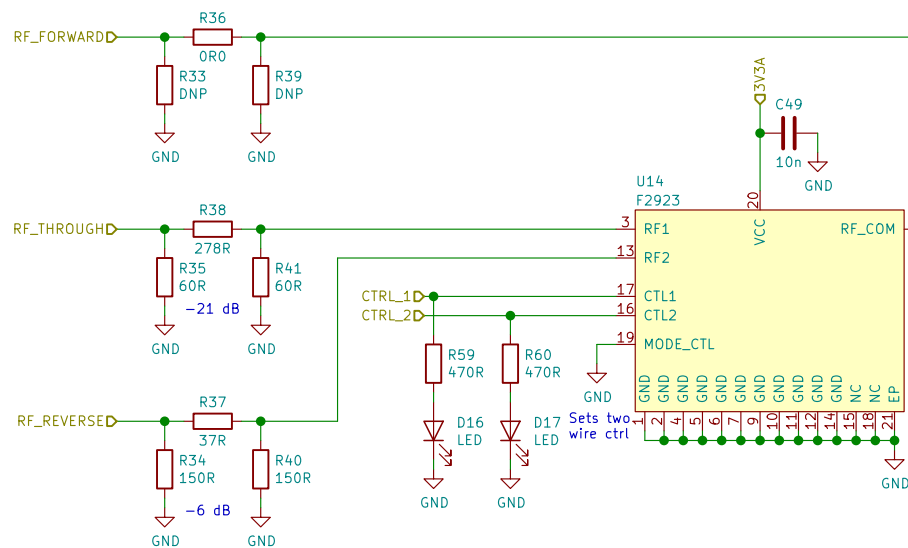 RF_FORWARD
R36
0R0
R33
DNP
R39
DNP
GND
GND
3V3A
C49
10n
GND
RF_THROUGH
R38
278R
R35
60R
R41
60R
-21 dB
GND
GND
U14
F2923
20
VCC
3
RF1
RF_COM
13
RF2
CTRL_1
17
CTL1
CTRL_2
16
CTL2
19
MODE_CTL
GND
R59
470R
R60
470R
D16
LED
D17
LED
GND
GND
Sets two
wire ctrl
GND
GND
GND
GND
GND
GND
GND
GND
GND
GND
GND
NC
NC
EP
1
2
4
5
6
7
9
10
11
12
14
15
18
21
GND
RF_REVERSE
R37
37R
R34
150R
R40
150R
-6 dB
GND
GND